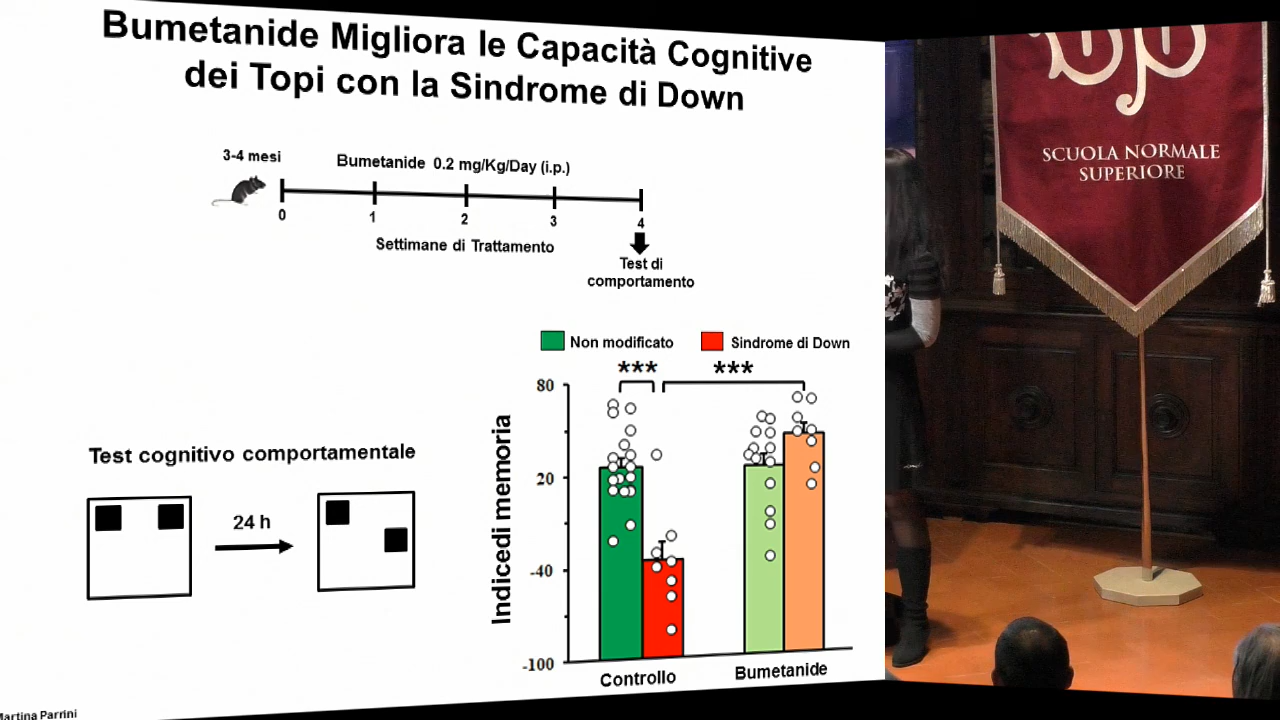 Bumetanide Migliora le Capacità Cognitive
dei Topi con la Sindrome di Down
3-4 mesi
Bumetanide 0.2 mg/Kg/Day (i.p.)
0
1
2
3
4
Settimane di Trattamento
Test di
comportamento
Non modificato
Sindrome di Down
***
***
80
20
-40
-100
Indicedi memoria
Controllo
Bumetanide
Test cognitivo comportamentale
24 h
Martina Parrini
SCUOLA NORMALE
SUPERIORE